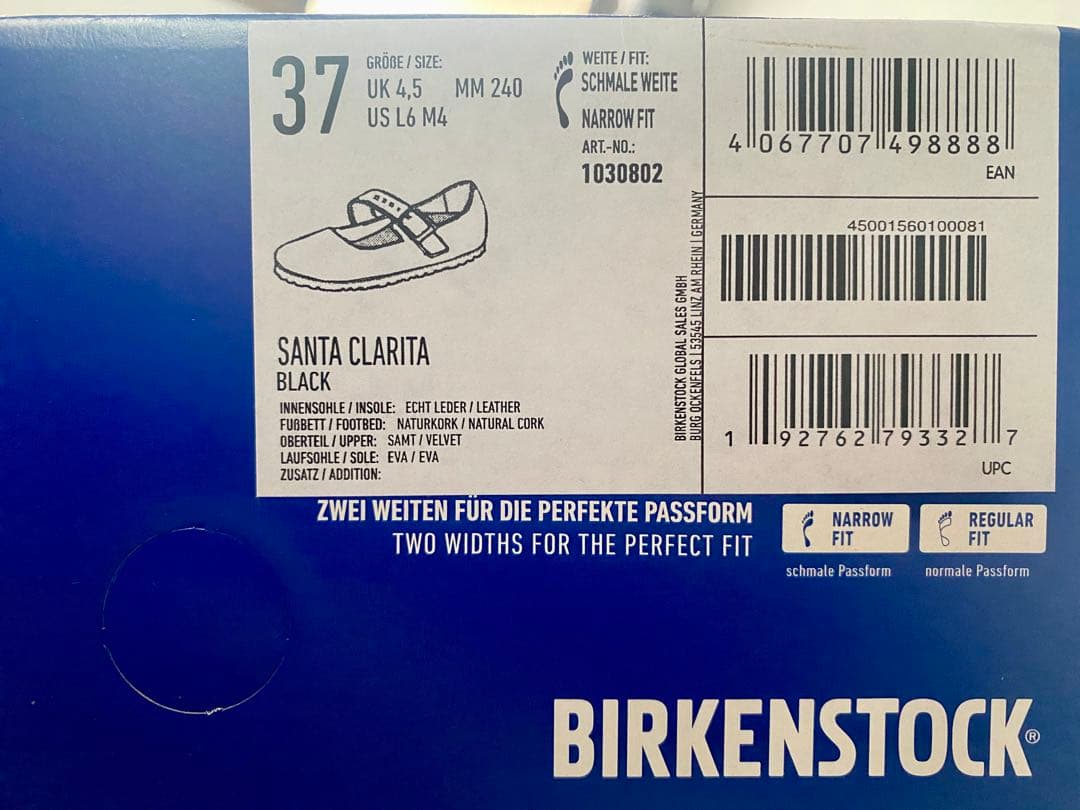 37
GRÖßE / SIZE:
UK 4,5 MM 240
US L6 M4
WEITE / FIT:
SCHMALE WEITE
NARROW FIT
ART.-NO.:
1030802
SANTA CLARITA
BLACK
INNENSOHLE / INSOLE: ECHT LEDER / LEATHER
FUßBETT / FOOTBED: NATURKORK / NATURAL CORK
OBERTEIL / UPPER: SAMT / VELVET
LAUFSOHLE / SOLE: EVA / EVA
ZUSATZ / ADDITION:
BIRKENSTOCK GLOBAL SALES GMBH
BURG OCKENFELS | 53545 LINZ AM RHEIN | GERMANY
4 067707 498888
EAN
45001560100081
1 92762 79332 7
UPC
ZWEI WEITEN FÜR DIE PERFEKTE PASSFORM
TWO WIDTHS FOR THE PERFECT FIT
NARROW
FIT
schmale Passform
REGULAR
FIT
normale Passform
BIRKENSTOCK®